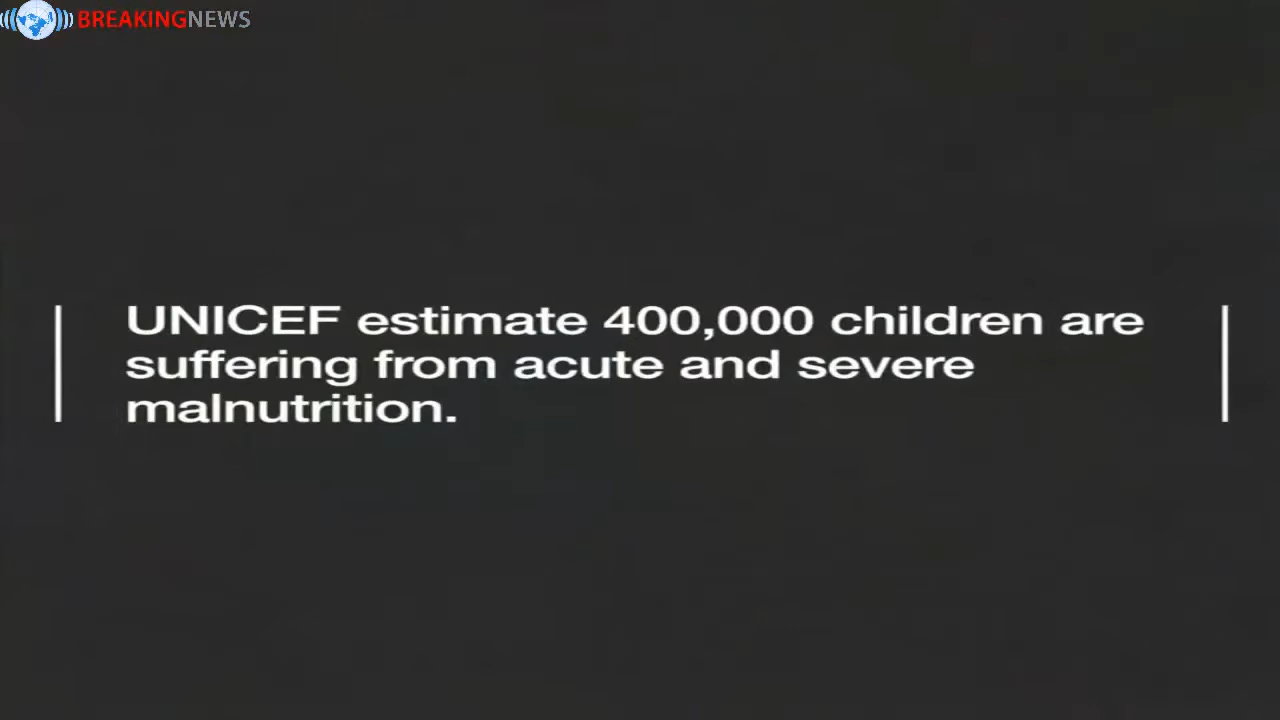 BREAKINGNEWS
UNICEF estimate 400,000 children are
suffering from acute and severe
malnutrition.